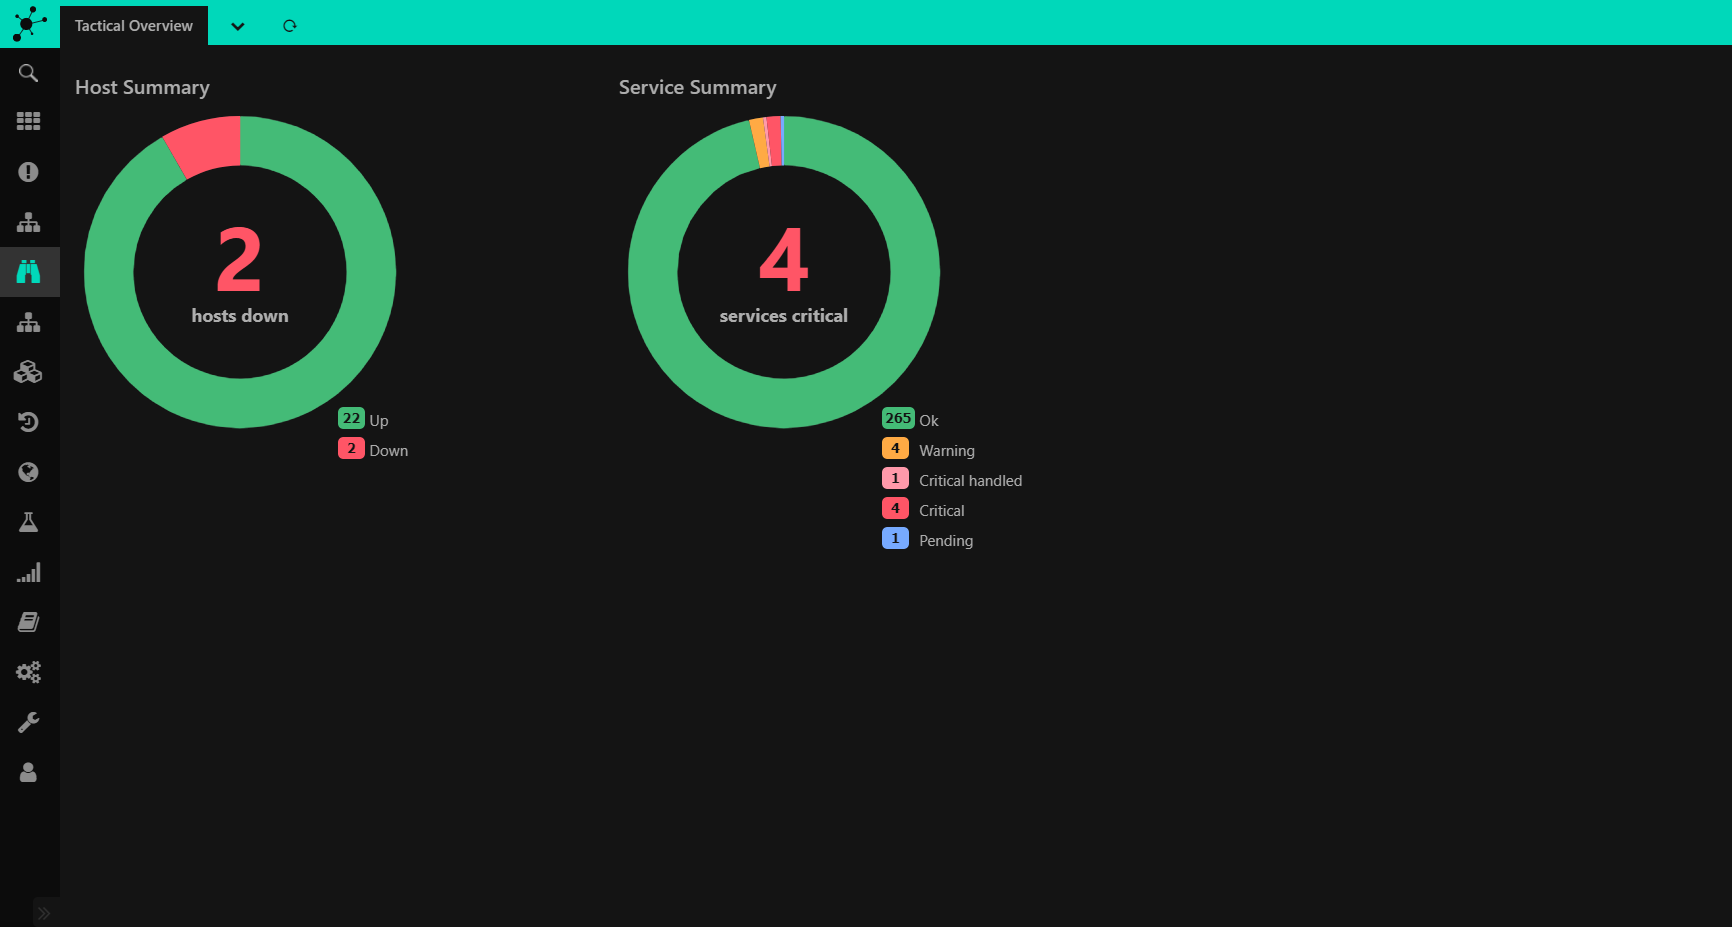 Tactical Overview
Host Summary
2
hosts down
22 Up
2 Down
Service Summary
4
services critical
265 Ok
4 Warning
1 Critical handled
4 Critical
1 Pending